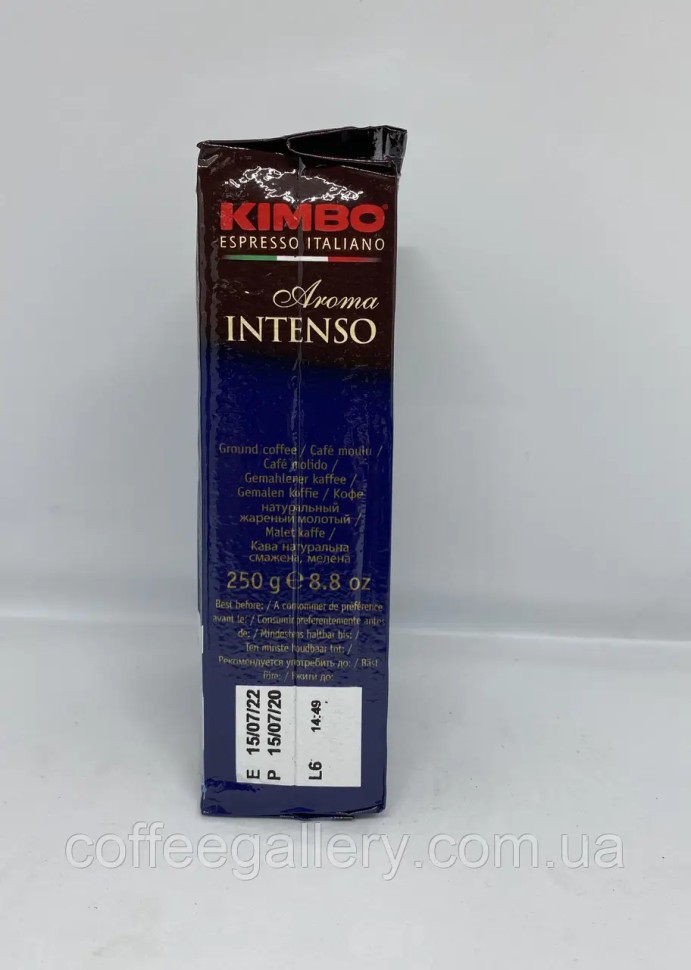 KIMBO®
ESPRESSO ITALIANO
Aroma
INTENSO
Ground coffee / Café moulu /
Café molido /
Gemahlener kaffee /
Gemalen koffie / Кофе
натуральный
жареный молотый /
Malet kaffe /
Кава натуральна
смажена, мелена
250 g e 8.8 oz
Best before: / A consommer de préférence
avant le: / Consumir preferentemente antes
de: / Mindestens haltbar bis: /
Ten minste houdbaar tot: /
Рекомендуется употребить до: / Bäst
före: / Вжити до:
E 15/07/22
P 15/07/20
L6 14:49
coffeegallery.com.ua